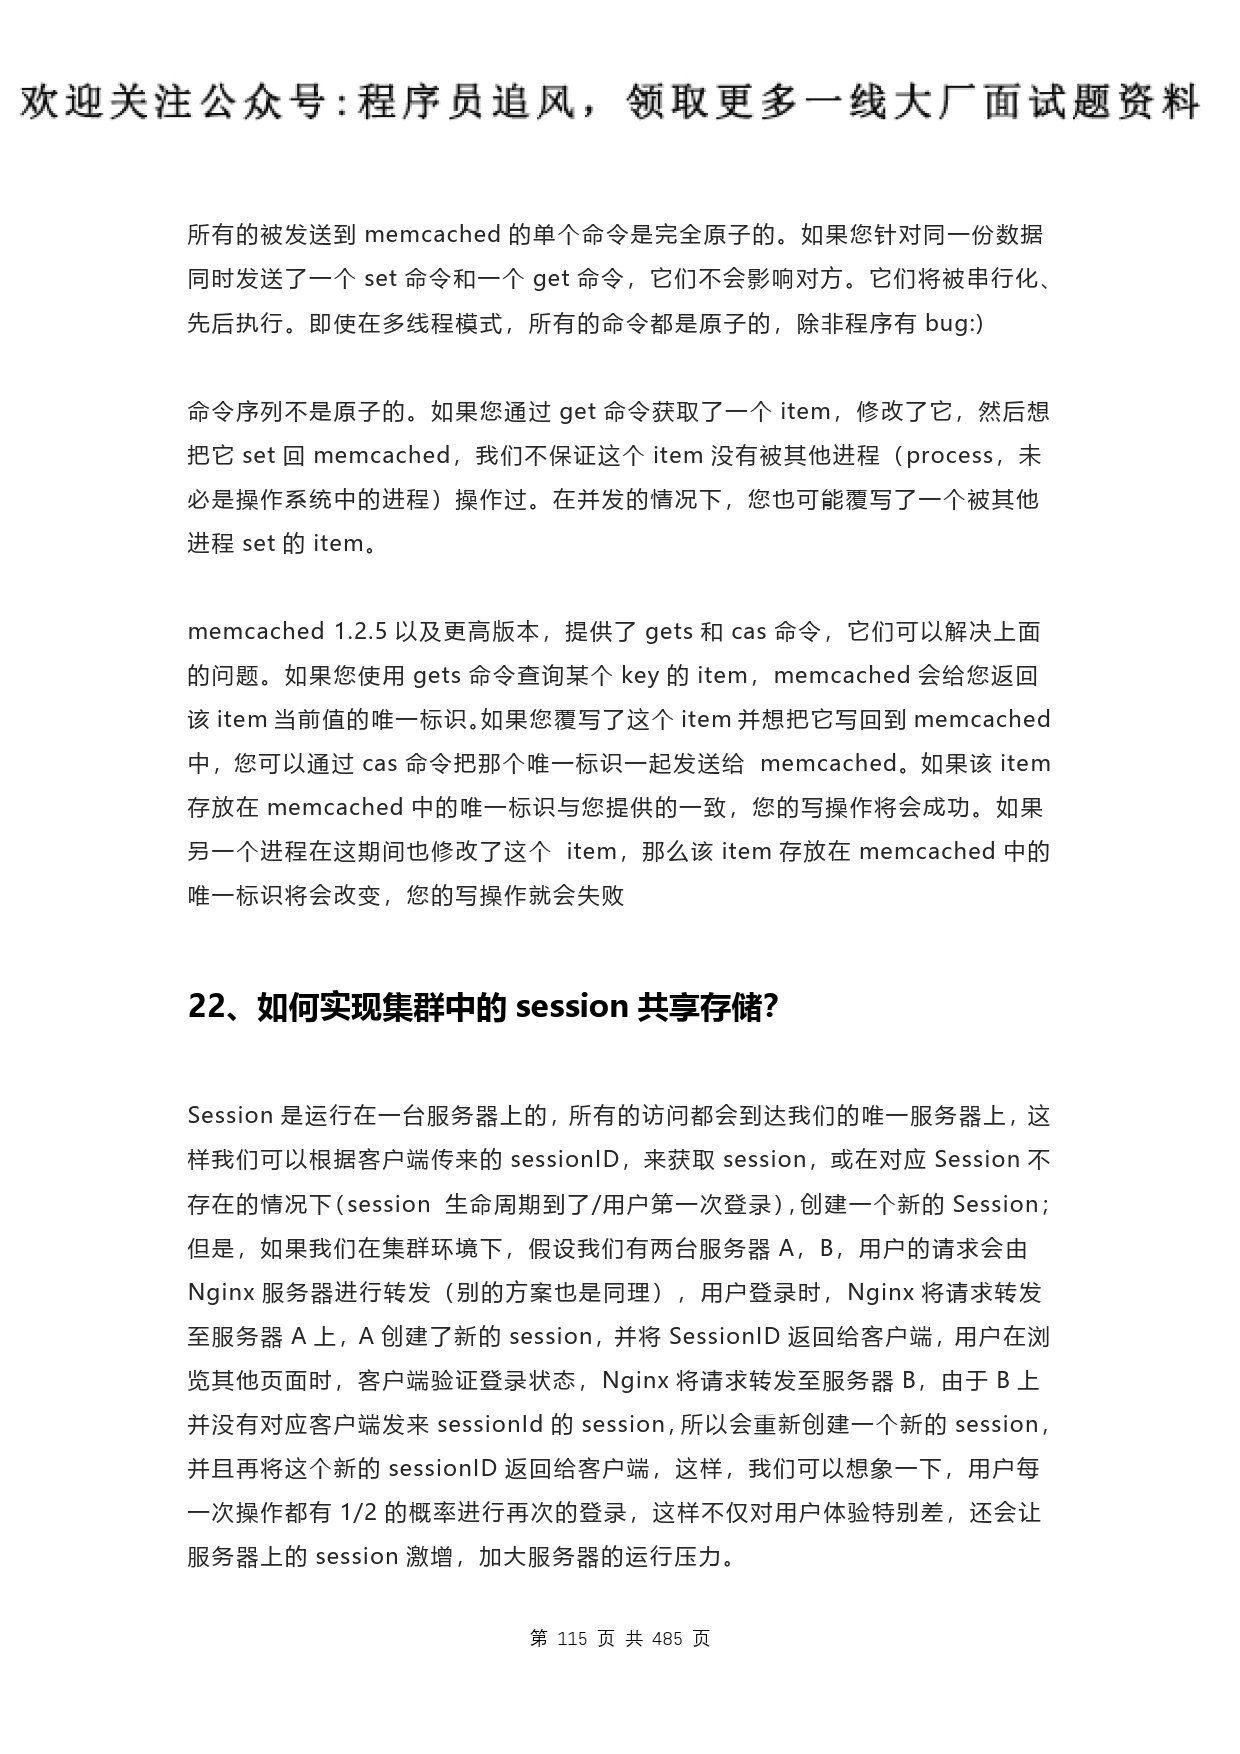 欢迎关注公众号:程序员追风，领取更多一线大厂面试题资料
所有的被发送到 memcached 的单个命令是完全原子的。如果您针对同一份数据
同时发送了一个 set 命令和一个 get 命令，它们不会影响对方。它们将被串行化、
先后执行。即使在多线程模式，所有的命令都是原子的，除非程序有 bug:)
命令序列不是原子的。如果您通过 get 命令获取了一个 item，修改了它，然后想
把它 set 回 memcached，我们不保证这个 item 没有被其他进程（process，未
必是操作系统中的进程）操作过。在并发的情况下，您也可能覆写了一个被其他
进程 set 的 item。
memcached 1.2.5 以及更高版本，提供了 gets 和 cas 命令，它们可以解决上面
的问题。如果您使用 gets 命令查询某个 key 的 item，memcached 会给您返回
该 item 当前值的唯一标识。如果您覆写了这个 item 并想把它写回到 memcached
中，您可以通过 cas 命令把那个唯一标识一起发送给 memcached。如果该 item
存放在 memcached 中的唯一标识与您提供的一致，您的写操作将会成功。如果
另一个进程在这期间也修改了这个 item，那么该 item 存放在 memcached 中的
唯一标识将会改变，您的写操作就会失败
22、如何实现集群中的 session 共享存储？
Session 是运行在一台服务器上的，所有的访问都会到达我们的唯一服务器上，这
样我们可以根据客户端传来的 sessionID，来获取 session，或在对应 Session 不
存在的情况下（session 生命周期到了/用户第一次登录），创建一个新的 Session；
但是，如果我们在集群环境下，假设我们有两台服务器 A，B，用户的请求会由
Nginx 服务器进行转发（别的方案也是同理），用户登录时，Nginx 将请求转发
至服务器 A 上，A 创建了新的 session，并将 SessionID 返回给客户端，用户在浏
览其他页面时，客户端验证登录状态，Nginx 将请求转发至服务器 B，由于 B 上
并没有对应客户端发来 sessionId 的 session，所以会重新创建一个新的 session，
并且再将这个新的 sessionID 返回给客户端，这样，我们可以想象一下，用户每
一次操作都有 1/2 的概率进行再次的登录，这样不仅对用户体验特别差，还会让
服务器上的 session 激增，加大服务器的运行压力。
第 115 页 共 485 页